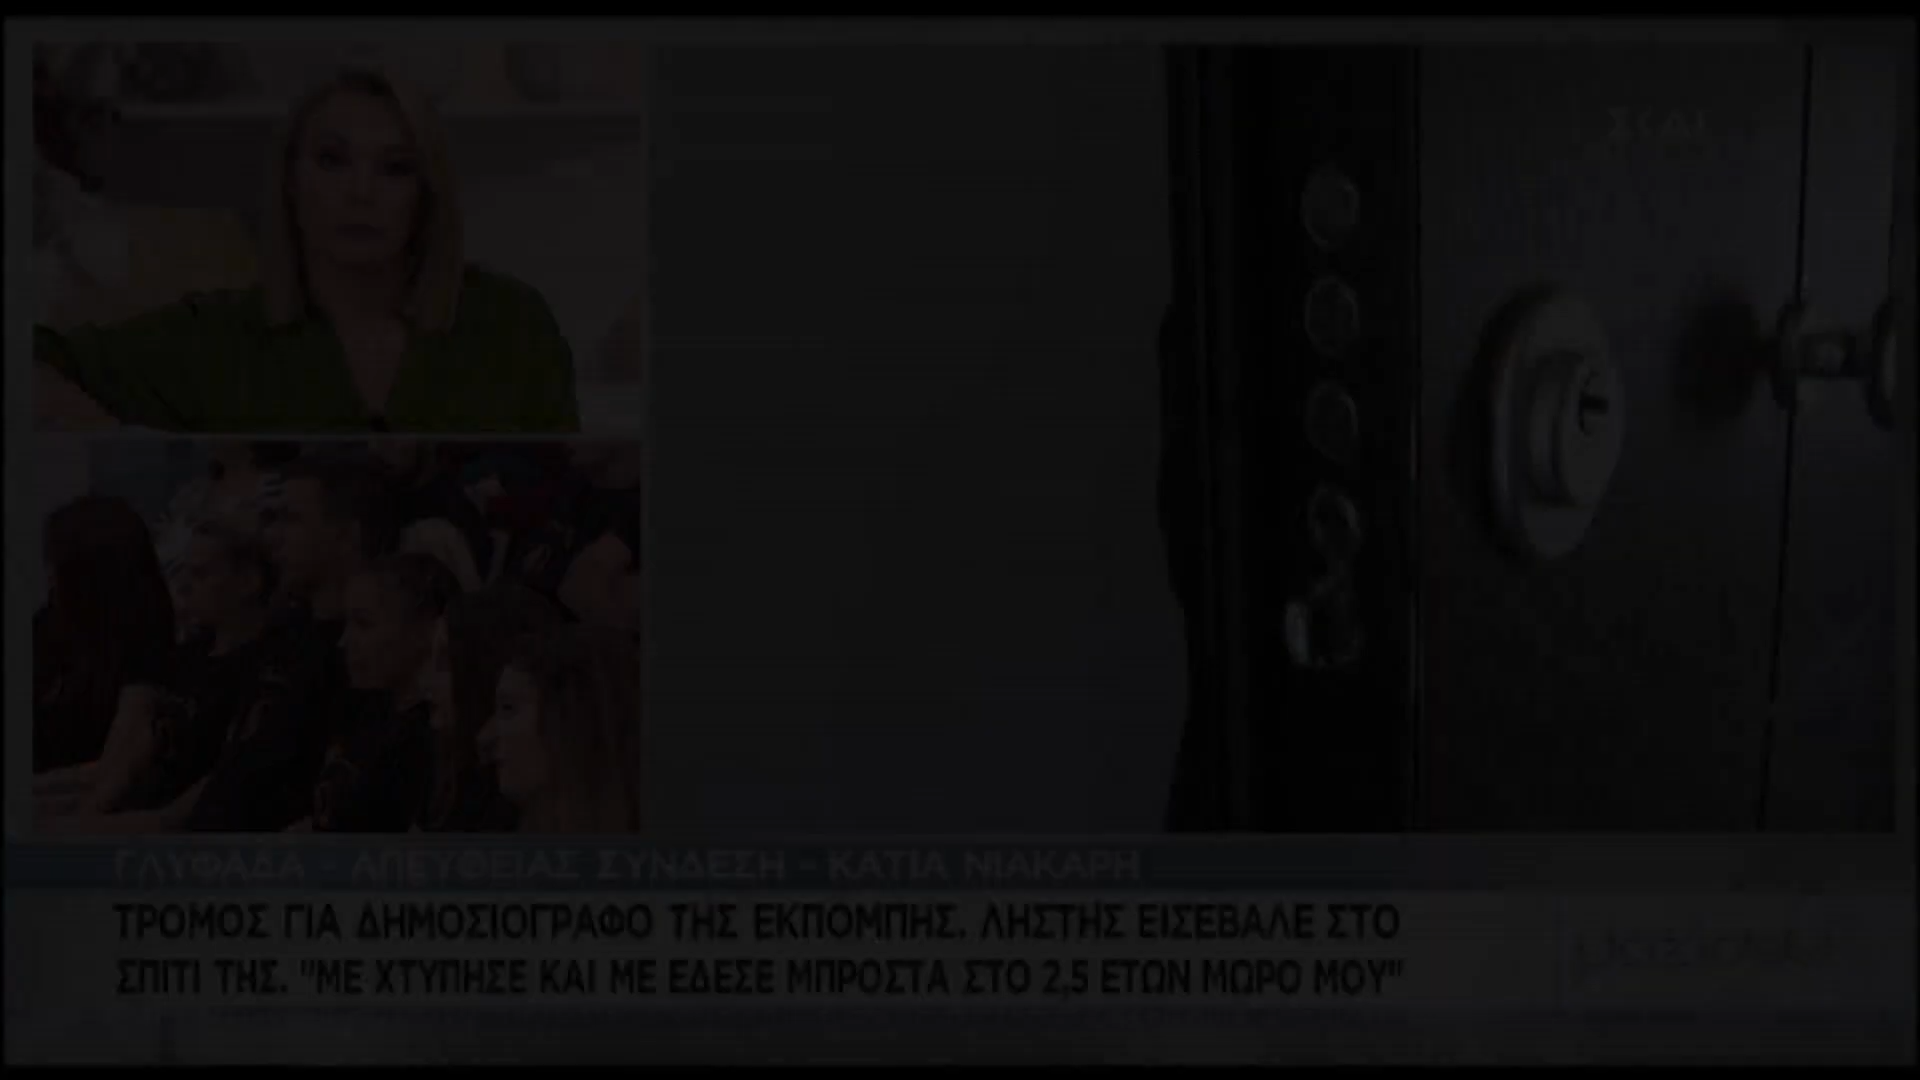 ΣΚΑΪ
ΓΛΥΦΑΔΑ - ΑΠΕΥΘΕΙΑΣ ΣΥΝΔΕΣΗ - ΚΑΤΙΑ ΝΙΑΚΑΡΗ
ΤΡΟΜΟΣ ΓΙΑ ΔΗΜΟΣΙΟΓΡΑΦΟ ΤΗΣ ΕΚΠΟΜΠΗΣ. ΛΗΣΤΗΣ ΕΙΣΕΒΑΛΕ ΣΤΟ
ΣΠΙΤΙ ΤΗΣ. "ΜΕ ΧΤΥΠΗΣΕ ΚΑΙ ΜΕ ΕΔΕΣΕ ΜΠΡΟΣΤΑ ΣΤΟ 2,5 ΕΤΩΝ ΜΩΡΟ ΜΟΥ"